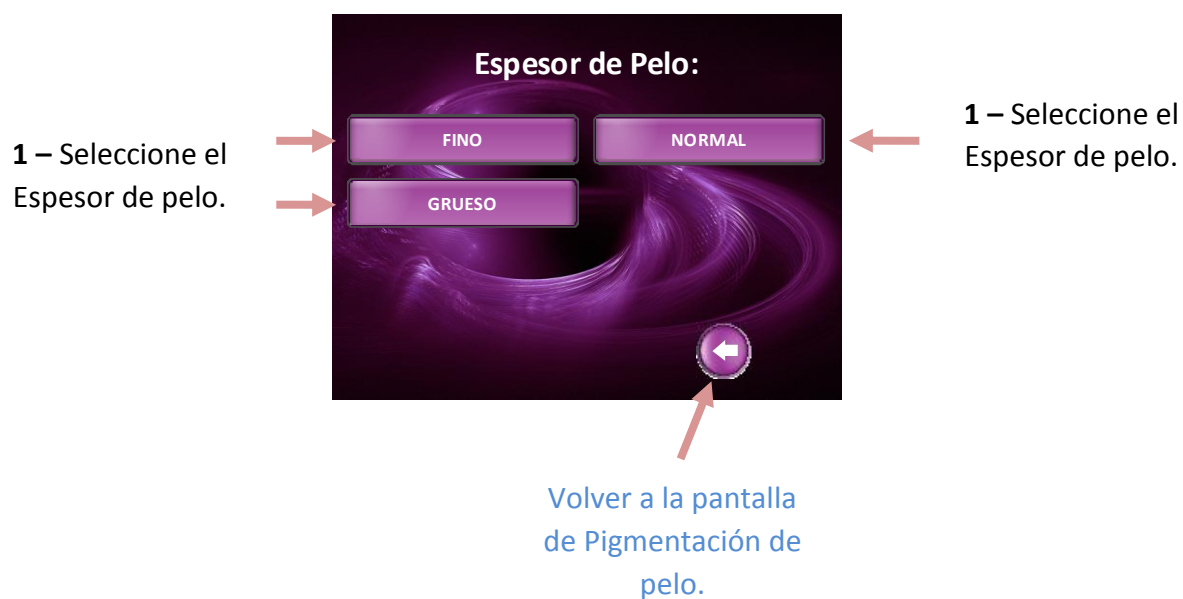 Espesor de Pelo:
1 – Seleccione el
Espesor de pelo.
FINO
NORMAL
GRUESO
1 – Seleccione el
Espesor de pelo.
Volver a la pantalla
de Pigmentación de
pelo.